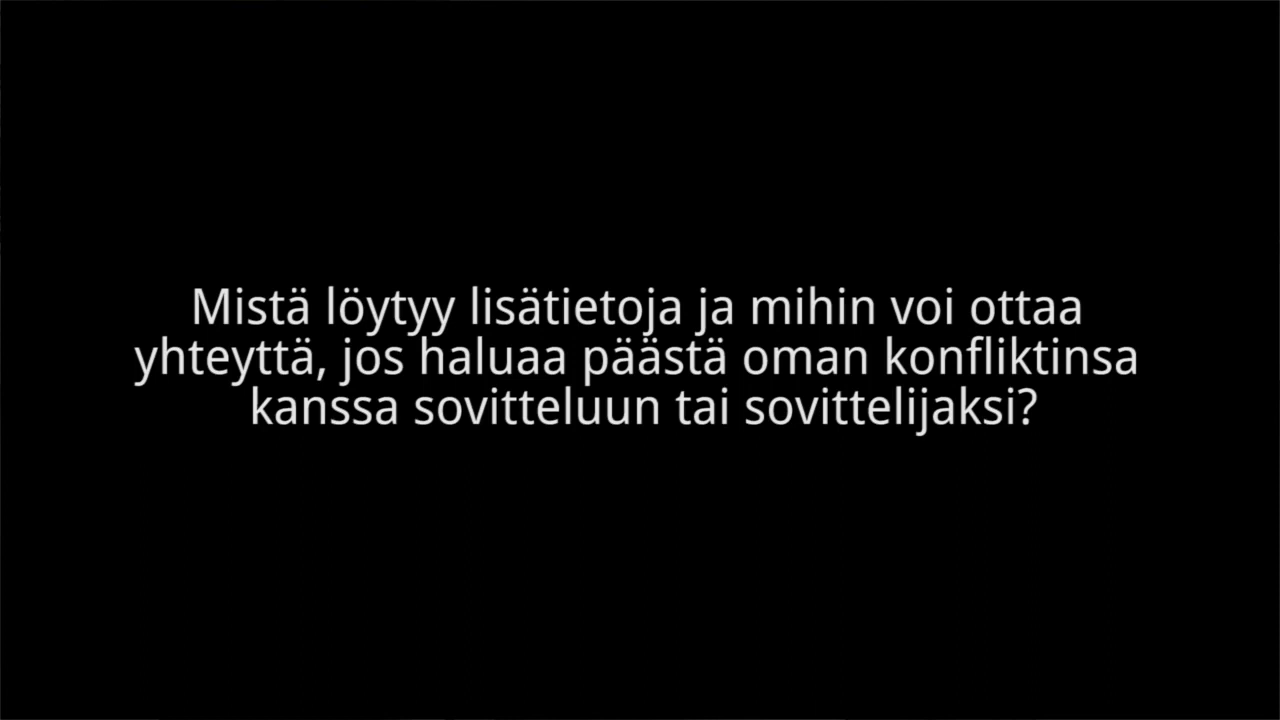 Mistä löytyy lisätietoja ja mihin voi ottaa
yhteyttä, jos haluaa päästä oman konfliktinsa
kanssa sovitteluun tai sovittelijaksi?